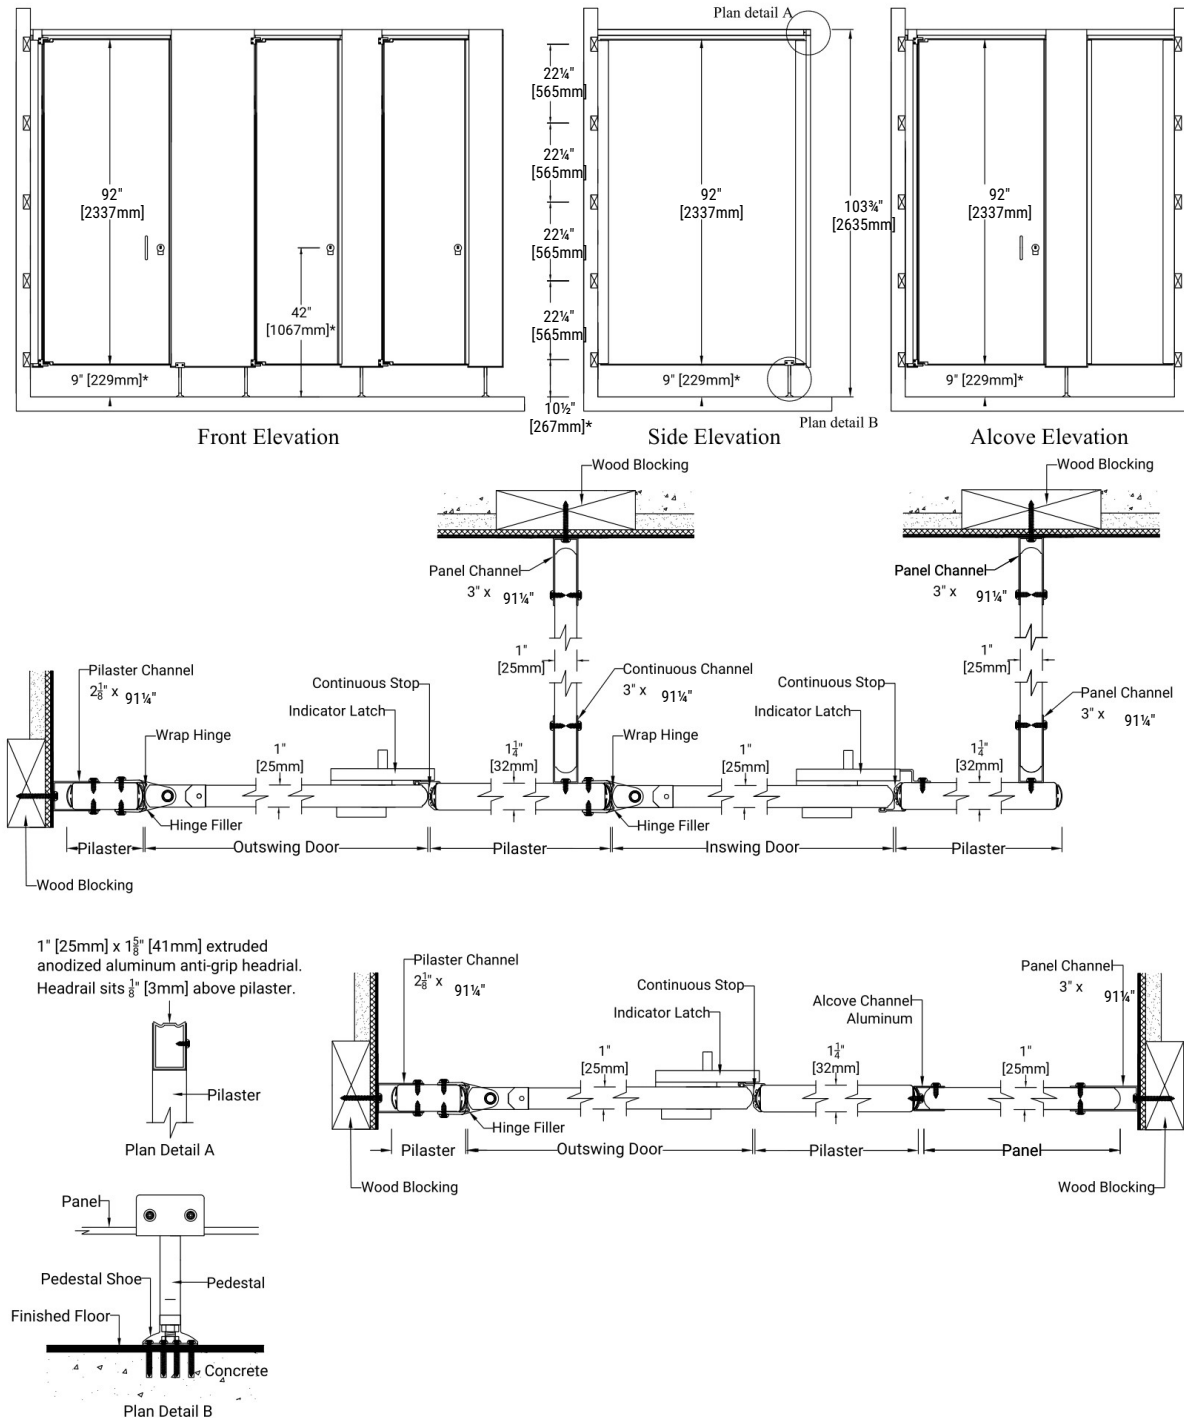 Plan detail A
92"
[2337mm]
42"
[1067mm]*
9" [229mm]*
Front Elevation
22¼"
[565mm]
22¼"
[565mm]
22¼"
[565mm]
22¼"
[565mm]
10½"
[267mm]*
92"
[2337mm]
103¾"
[2635mm]
9" [229mm]*
Plan detail B
Side Elevation
92"
[2337mm]
9" [229mm]*
Alcove Elevation
Wood Blocking
Panel Channel
3" x 91¼"
1"
[25mm]
Continuous Channel
3" x 91¼"
Wood Blocking
Panel Channel
3" x 91¼"
1"
[25mm]
Panel Channel
3" x 91¼"
Pilaster Channel
2⅛" x 91¼"
Continuous Stop
Indicator Latch
Wrap Hinge
1"
[25mm]
1¼"
[32mm]
Wrap Hinge
1"
[25mm]
Continuous Stop
Indicator Latch
1¼"
[32mm]
Hinge Filler
Hinge Filler
Pilaster
Outswing Door
Pilaster
Inswing Door
Pilaster
Wood Blocking
1" [25mm] x 1⅝" [41mm] extruded
anodized aluminum anti-grip headrial.
Headrail sits ⅛" [3mm] above pilaster.
Pilaster
Plan Detail A
Pilaster Channel
2⅛" x 91¼"
Continuous Stop
Indicator Latch
Alcove Channel
Aluminum
Panel Channel
3" x 91¼"
1"
[25mm]
1¼"
[32mm]
1"
[25mm]
Hinge Filler
Pilaster
Outswing Door
Pilaster
Panel
Wood Blocking
Wood Blocking
Panel
Pedestal Shoe
Pedestal
Finished Floor
Concrete
Plan Detail B